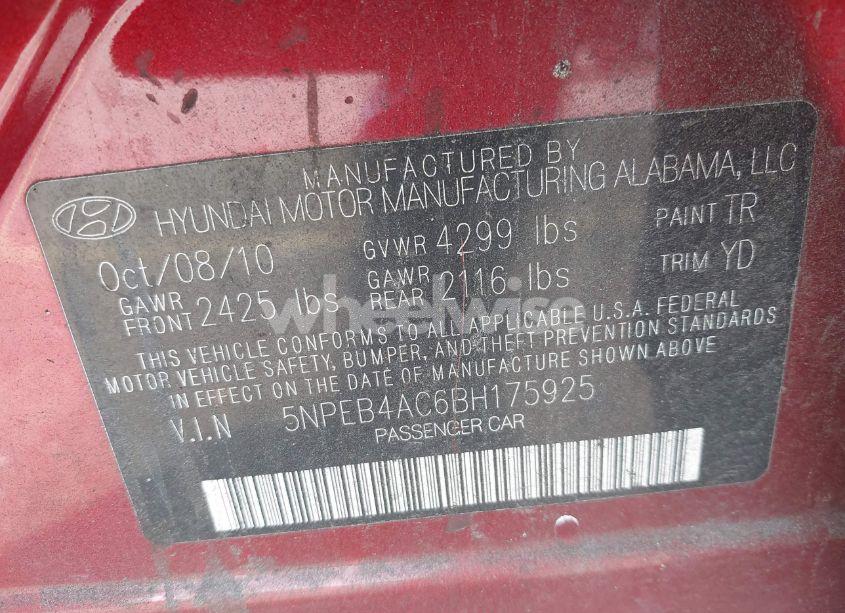 MANUFACTURED BY
HYUNDAI MOTOR MANUFACTURING ALABAMA, LLC
Oct/08/10 GVWR 4299 lbs PAINT TR
GAWR FRONT 2425 lbs GAWR REAR 2116 lbs TRIM YD
THIS VEHICLE CONFORMS TO ALL APPLICABLE U.S.A. FEDERAL
MOTOR VEHICLE SAFETY, BUMPER, AND THEFT PREVENTION STANDARDS
IN EFFECT ON THE DATE OF MANUFACTURE SHOWN ABOVE
V.I.N 5NPEB4AC6BH175925
PASSENGER CAR
wheelwise